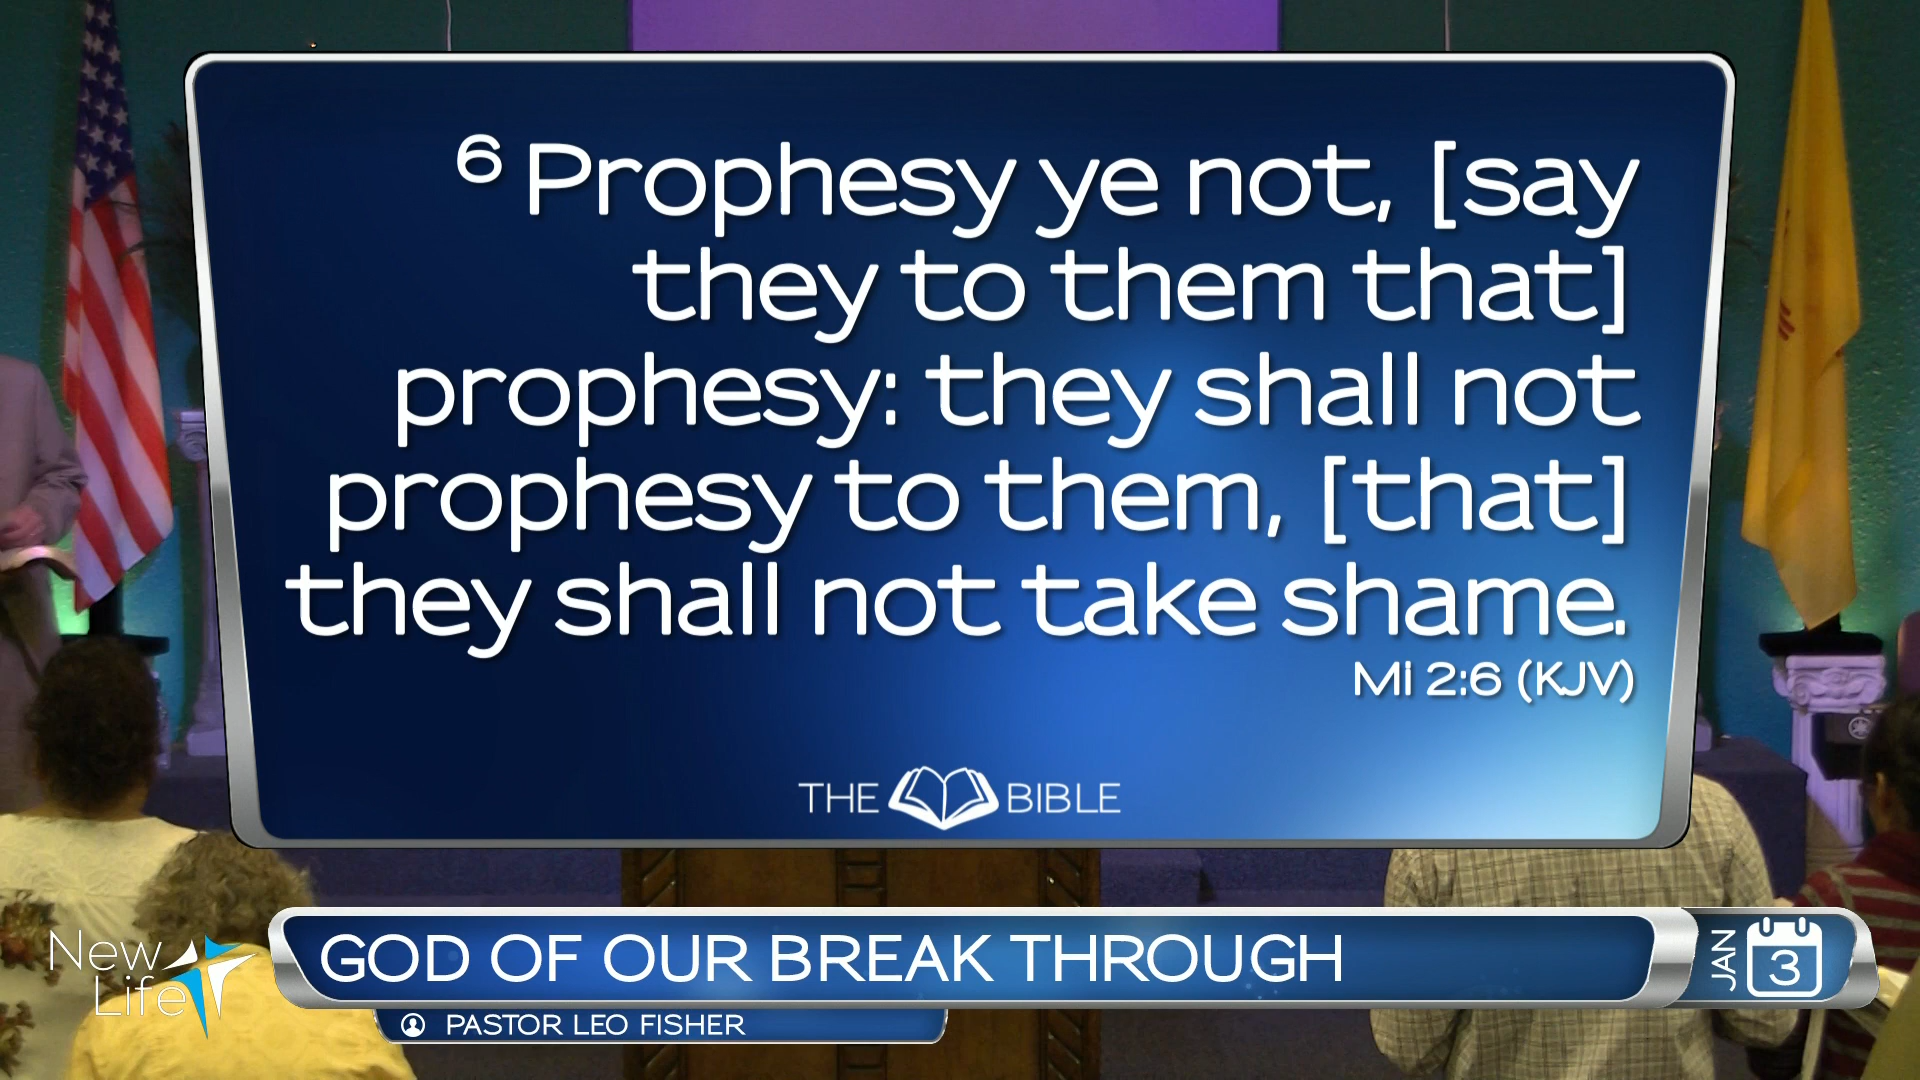 6 Prophesy ye not, [say
they to them that]
prophesy: they shall not
prophesy to them, [that]
they shall not take shame.
Mi 2:6 (KJV)
THE BIBLE
GOD OF OUR BREAK THROUGH
JAN
3
New
Life
PASTOR LEO FISHER